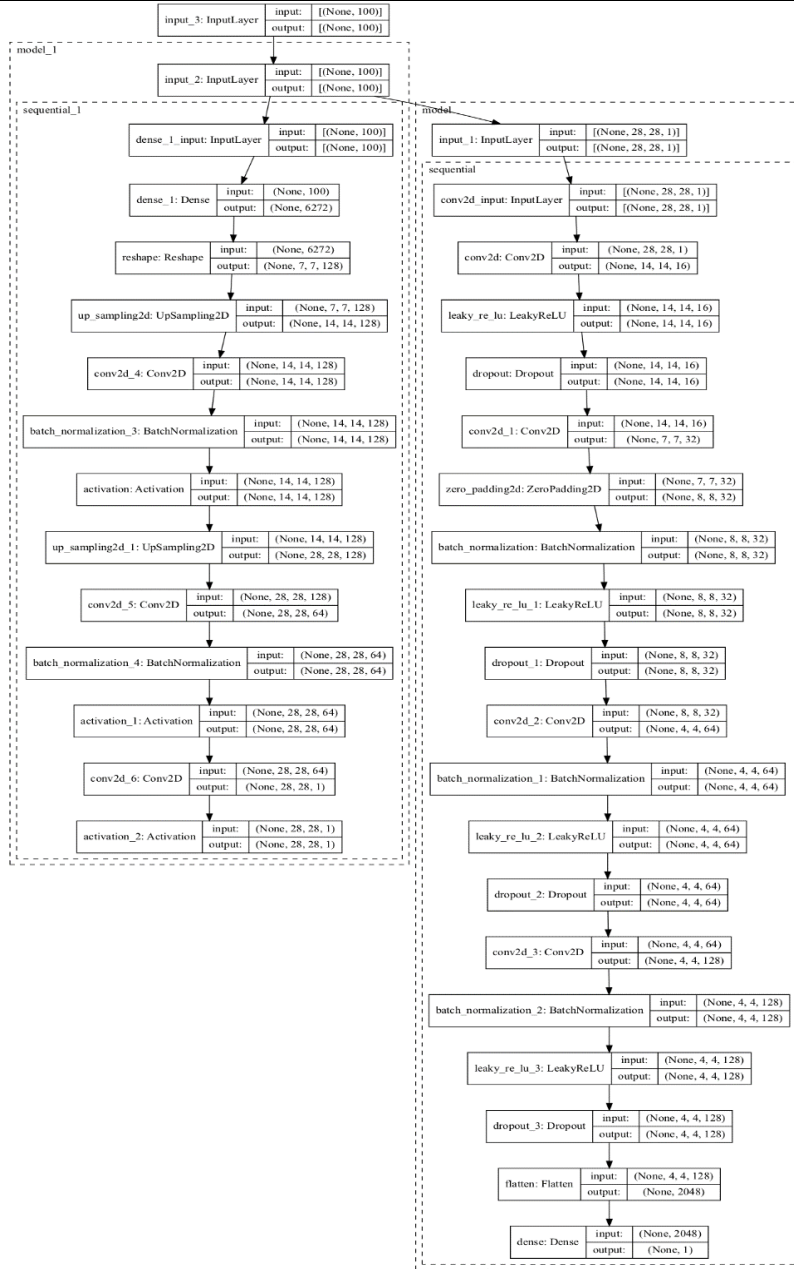 input_3: InputLayer
input: [(None, 100)]
output: [(None, 100)]
model_1
input_2: InputLayer
input: [(None, 100)]
output: [(None, 100)]
sequential_1
dense_1_input: InputLayer
input: [(None, 100)]
output: [(None, 100)]
dense_1: Dense
input: (None, 100)
output: (None, 6272)
reshape: Reshape
input: (None, 6272)
output: (None, 7, 7, 128)
up_sampling2d: UpSampling2D
input: (None, 7, 7, 128)
output: (None, 14, 14, 128)
conv2d_4: Conv2D
input: (None, 14, 14, 128)
output: (None, 14, 14, 128)
batch_normalization_3: BatchNormalization
input: (None, 14, 14, 128)
output: (None, 14, 14, 128)
activation: Activation
input: (None, 14, 14, 128)
output: (None, 14, 14, 128)
up_sampling2d_1: UpSampling2D
input: (None, 14, 14, 128)
output: (None, 28, 28, 128)
conv2d_5: Conv2D
input: (None, 28, 28, 128)
output: (None, 28, 28, 64)
batch_normalization_4: BatchNormalization
input: (None, 28, 28, 64)
output: (None, 28, 28, 64)
activation_1: Activation
input: (None, 28, 28, 64)
output: (None, 28, 28, 64)
conv2d_6: Conv2D
input: (None, 28, 28, 64)
output: (None, 28, 28, 1)
activation_2: Activation
input: (None, 28, 28, 1)
output: (None, 28, 28, 1)
model
input_1: InputLayer
input: [(None, 28, 28, 1)]
output: [(None, 28, 28, 1)]
sequential
conv2d_input: InputLayer
input: [(None, 28, 28, 1)]
output: [(None, 28, 28, 1)]
conv2d: Conv2D
input: (None, 28, 28, 1)
output: (None, 14, 14, 16)
leaky_re_lu: LeakyReLU
input: (None, 14, 14, 16)
output: (None, 14, 14, 16)
dropout: Dropout
input: (None, 14, 14, 16)
output: (None, 14, 14, 16)
conv2d_1: Conv2D
input: (None, 14, 14, 16)
output: (None, 7, 7, 32)
zero_padding2d: ZeroPadding2D
input: (None, 7, 7, 32)
output: (None, 8, 8, 32)
batch_normalization: BatchNormalization
input: (None, 8, 8, 32)
output: (None, 8, 8, 32)
leaky_re_lu_1: LeakyReLU
input: (None, 8, 8, 32)
output: (None, 8, 8, 32)
dropout_1: Dropout
input: (None, 8, 8, 32)
output: (None, 8, 8, 32)
conv2d_2: Conv2D
input: (None, 8, 8, 32)
output: (None, 4, 4, 64)
batch_normalization_1: BatchNormalization
input: (None, 4, 4, 64)
output: (None, 4, 4, 64)
leaky_re_lu_2: LeakyReLU
input: (None, 4, 4, 64)
output: (None, 4, 4, 64)
dropout_2: Dropout
input: (None, 4, 4, 64)
output: (None, 4, 4, 64)
conv2d_3: Conv2D
input: (None, 4, 4, 64)
output: (None, 4, 4, 128)
batch_normalization_2: BatchNormalization
input: (None, 4, 4, 128)
output: (None, 4, 4, 128)
leaky_re_lu_3: LeakyReLU
input: (None, 4, 4, 128)
output: (None, 4, 4, 128)
dropout_3: Dropout
input: (None, 4, 4, 128)
output: (None, 4, 4, 128)
flatten: Flatten
input: (None, 4, 4, 128)
output: (None, 2048)
dense: Dense
input: (None, 2048)
output: (None, 1)